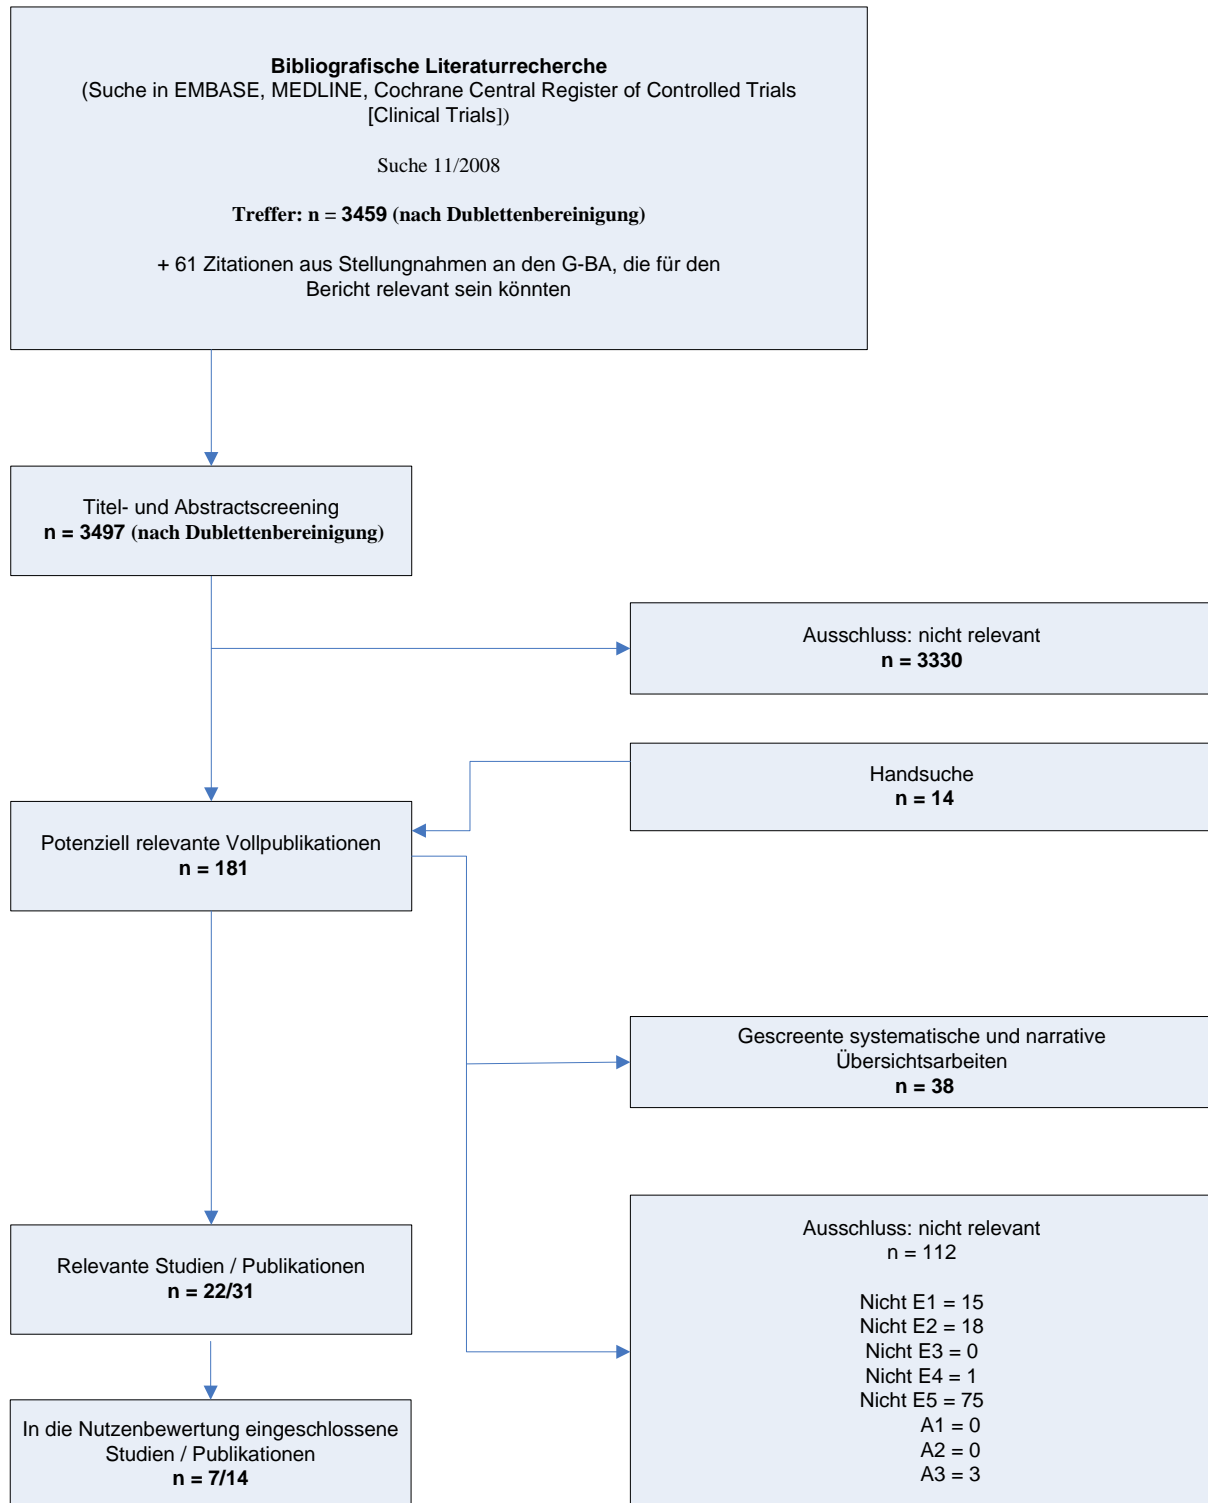 Bibliografische Literaturrecherche
(Suche in EMBASE, MEDLINE, Cochrane Central Register of Controlled Trials
[Clinical Trials])
Suche 11/2008
Treffer: n = 3459 (nach Dublettenbereinigung)
+ 61 Zitationen aus Stellungnahmen an den G-BA, die für den
Bericht relevant sein könnten
Titel- und Abstractscreening
n = 3497 (nach Dublettenbereinigung)
Ausschluss: nicht relevant
n = 3330
Handsuche
n = 14
Potenziell relevante Vollpublikationen
n = 181
Gescreente systematische und narrative
Übersichtsarbeiten
n = 38
Ausschluss: nicht relevant
n = 112
Nicht E1 = 15
Nicht E2 = 18
Nicht E3 = 0
Nicht E4 = 1
Nicht E5 = 75
A1 = 0
A2 = 0
A3 = 3
Relevante Studien / Publikationen
n = 22/31
In die Nutzenbewertung eingeschlossene
Studien / Publikationen
n = 7/14